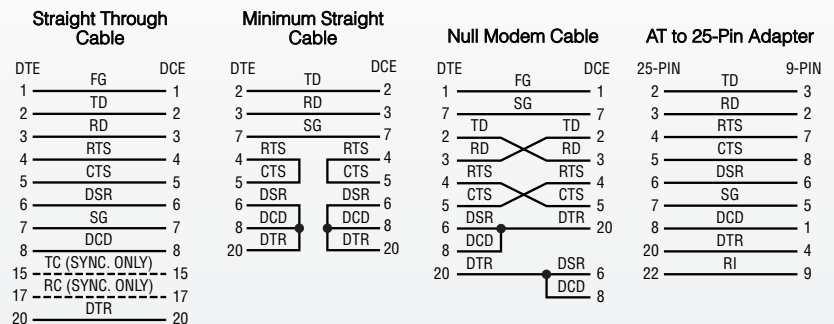 Straight Through Cable
DTE DCE
1 FG 1
2 TD 2
3 RD 3
4 RTS 4
5 CTS 5
6 DSR 6
7 SG 7
8 DCD 8
15 TC (SYNC. ONLY) 15
17 RC (SYNC. ONLY) 17
20 DTR 20
Minimum Straight Cable
DTE DCE
2 TD 2
3 RD 3
7 SG 7
4 RTS RTS 4
5 CTS CTS 5
6 DSR DSR 6
8 DCD DCD 8
20 DTR DTR 20
Null Modem Cable
DTE DCE
1 FG 1
7 SG 7
2 TD TD 2
3 RD RD 3
4 RTS RTS 4
5 CTS CTS 5
6 DSR DTR 20
8 DCD
20 DTR DSR 6
DCD 8
AT to 25-Pin Adapter
25-PIN 9-PIN
2 TD 3
3 RD 2
4 RTS 7
5 CTS 8
6 DSR 6
7 SG 5
8 DCD 1
20 DTR 4
22 RI 9